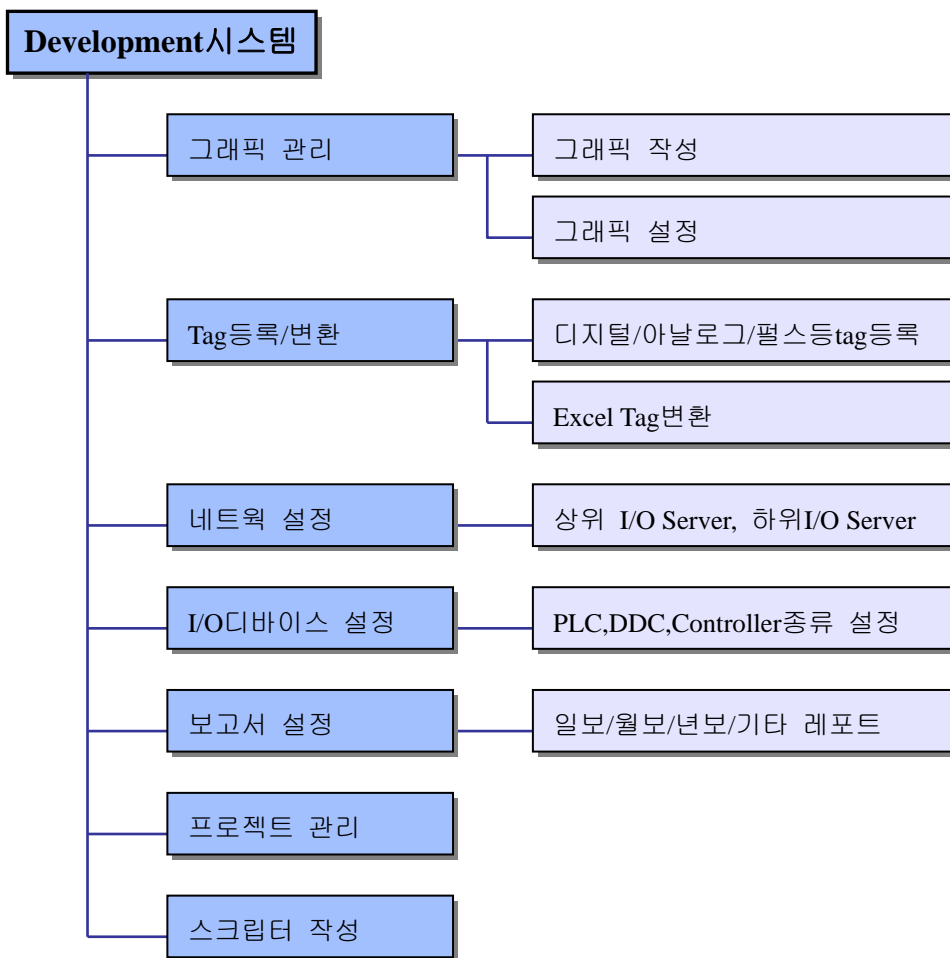 Development시스템
그래픽 관리
그래픽 작성
그래픽 설정
Tag등록/변환
디지털/아날로그/펄스등tag등록
Excel Tag변환
네트웍 설정
상위 I/O Server, 하위I/O Server
I/O디바이스 설정
PLC,DDC,Controller종류 설정
보고서 설정
일보/월보/년보/기타 레포트
프로젝트 관리
스크립터 작성